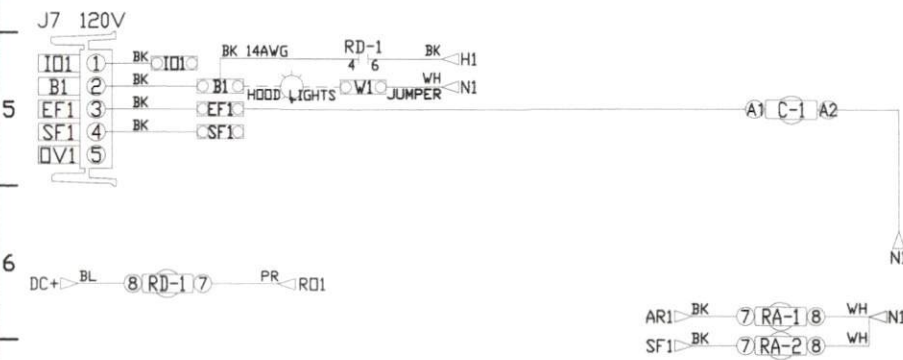 J7 120V
IO1 1 BK IO1 BK 14AWG RD-1 4 6 BK H1
B1 2 BK B1 HOOD LIGHTS W1 WH JUMPER N1
5 EF1 3 BK EF1 A1 C-1 A2
SF1 4 BK SF1
OV1 5
N1
6 DC+ BL 8 RD-1 7 PR RO1
AR1 BK 7 RA-1 8 WH N1
SF1 BK 7 RA-2 8 WH